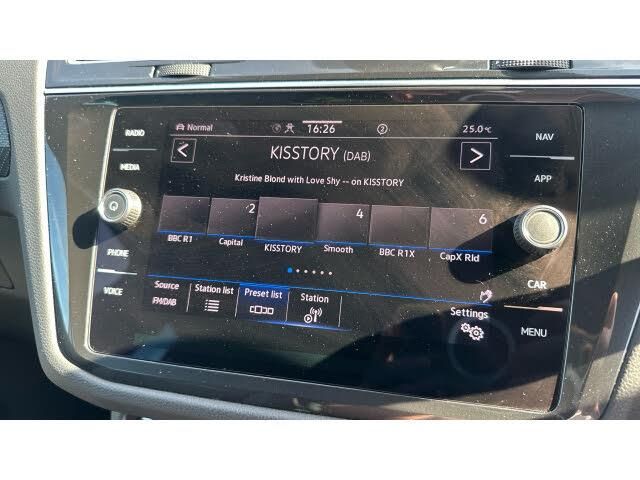 RADIO
MEDIA
PHONE
VOICE
Normal 16:26 2 25.0°C
KISSTORY (DAB)
Kristine Blond with Love Shy -- on KISSTORY
2 4 6
BBC R1 Capital KISSTORY Smooth BBC R1X CapX Rld
Source
FM/DAB
Station list
Preset list
Station
Settings
NAV
APP
CAR
MENU